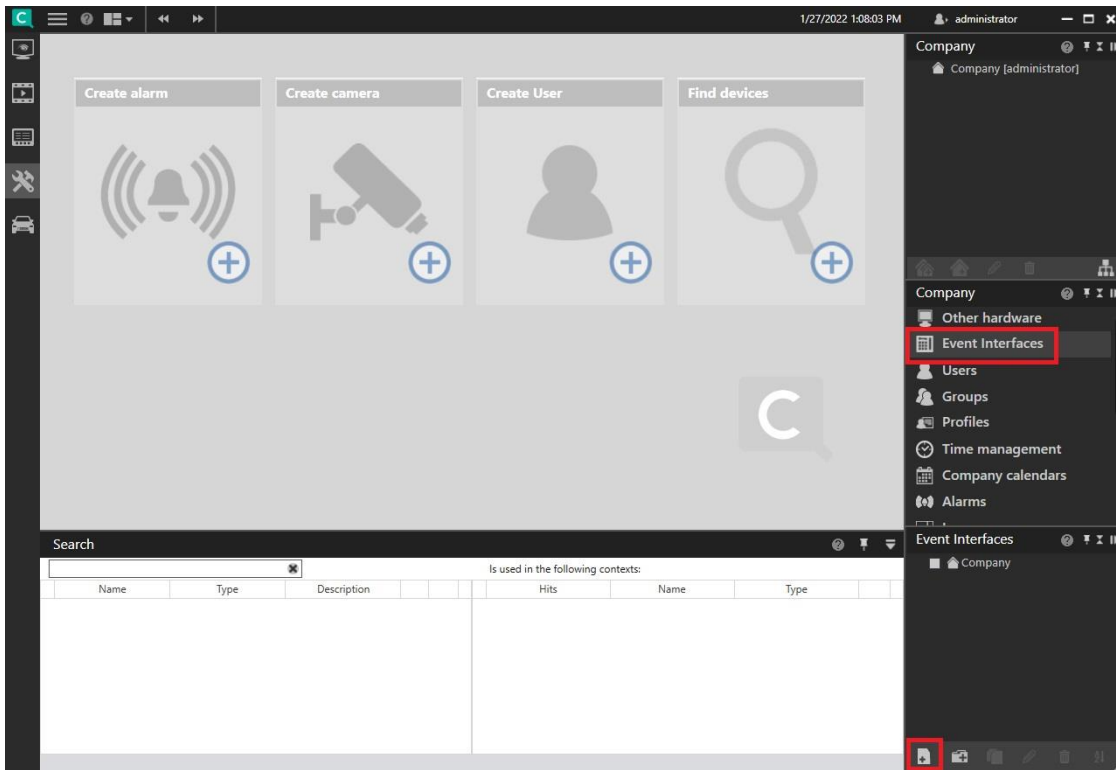 C
1/27/2022 1:08:03 PM
administrator
Create alarm
Create camera
Create User
Find devices
C
Search
Is used in the following contexts:
Name Type Description Hits Name Type
Company
Company [administrator]
Company
Other hardware
Event Interfaces
Users
Groups
Profiles
Time management
Company calendars
Alarms
Event Interfaces
Company